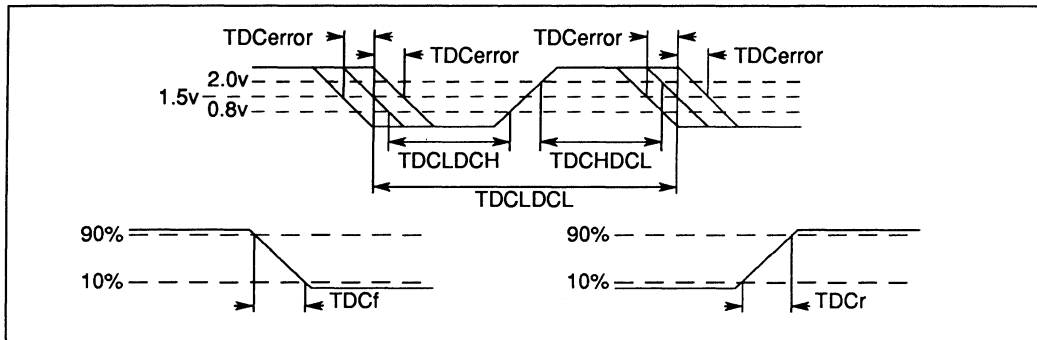 TDCerror TDCerror
TDCerror TDCerror
2.0v
1.5v
0.8v
TDCLDCH TDCHDCL
TDCLDCL
90% 90%
10% 10%
TDCf TDCr